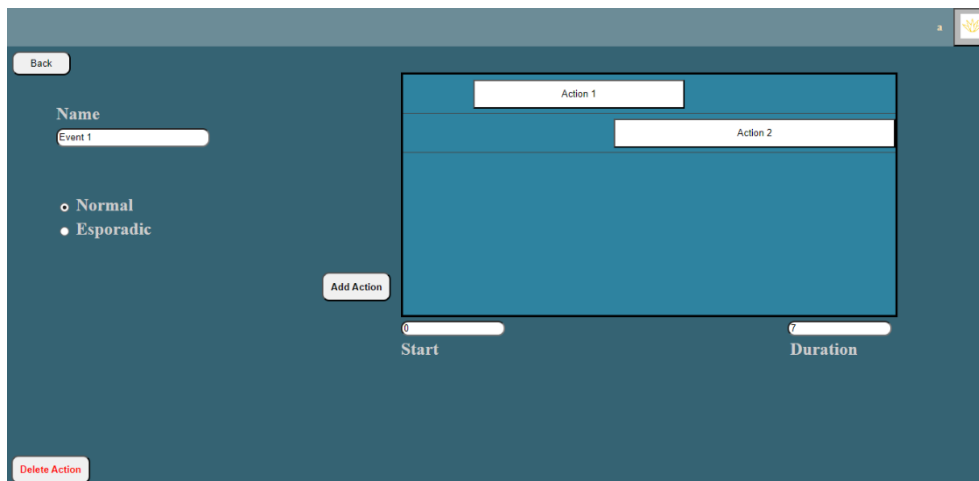 a
Back
Name
Event 1
Normal
Esporadic
Action 1
Action 2
Add Action
0
7
Start
Duration
Delete Action